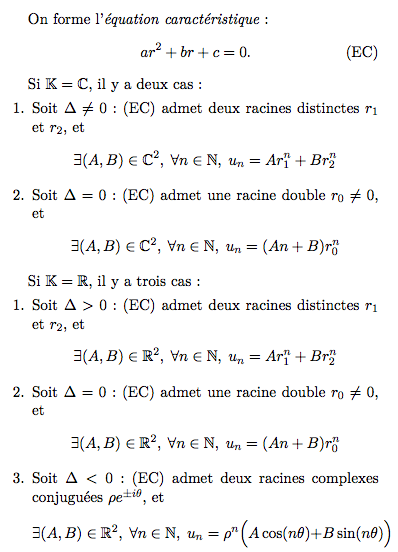 On forme l'équation caractéristique :
ar² + br + c = 0. (EC)
Si 𝕂 = ℂ, il y a deux cas :
1. Soit Δ ≠ 0 : (EC) admet deux racines distinctes r₁
et r₂, et
∃(A, B) ∈ ℂ², ∀n ∈ ℕ, uₙ = Ar₁ⁿ + Br₂ⁿ
2. Soit Δ = 0 : (EC) admet une racine double r₀ ≠ 0,
et
∃(A, B) ∈ ℂ², ∀n ∈ ℕ, uₙ = (An + B)r₀ⁿ
Si 𝕂 = ℝ, il y a trois cas :
1. Soit Δ > 0 : (EC) admet deux racines distinctes r₁
et r₂, et
∃(A, B) ∈ ℝ², ∀n ∈ ℕ, uₙ = Ar₁ⁿ + Br₂ⁿ
2. Soit Δ = 0 : (EC) admet une racine double r₀ ≠ 0,
et
∃(A, B) ∈ ℝ², ∀n ∈ ℕ, uₙ = (An + B)r₀ⁿ
3. Soit Δ < 0 : (EC) admet deux racines complexes
conjuguées ρe^{±iθ}, et
∃(A, B) ∈ ℝ², ∀n ∈ ℕ, uₙ = ρⁿ(A cos(nθ)+B sin(nθ))